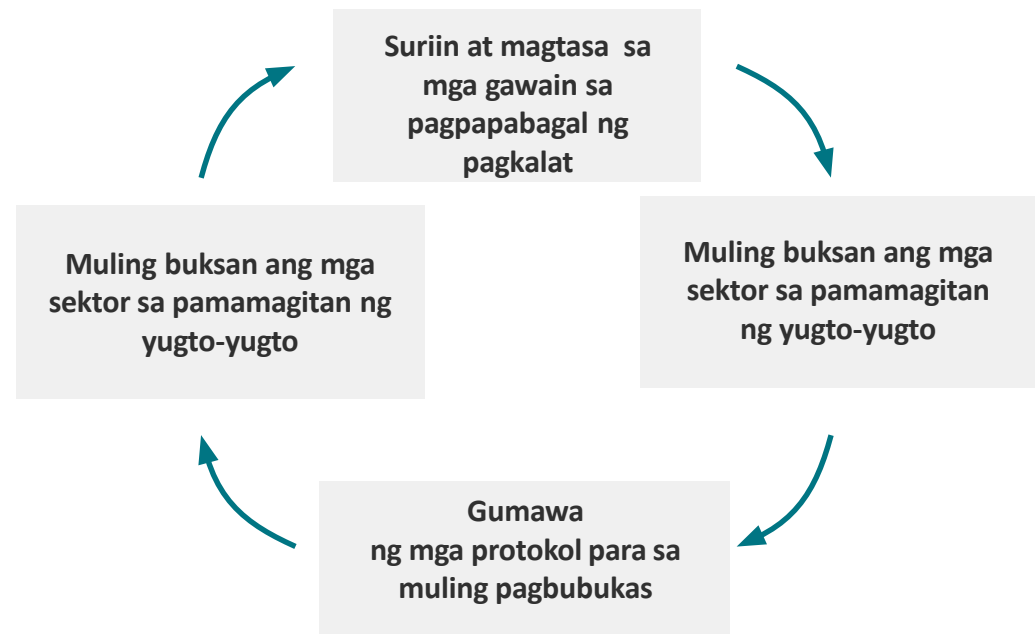 Suriin at magtasa sa
mga gawain sa
pagpapabagal ng
pagkalat
Muling buksan ang mga
sektor sa pamamagitan
ng yugto-yugto
Gumawa
ng mga protokol para sa
muling pagbubukas
Muling buksan ang mga
sektor sa pamamagitan ng
yugto-yugto